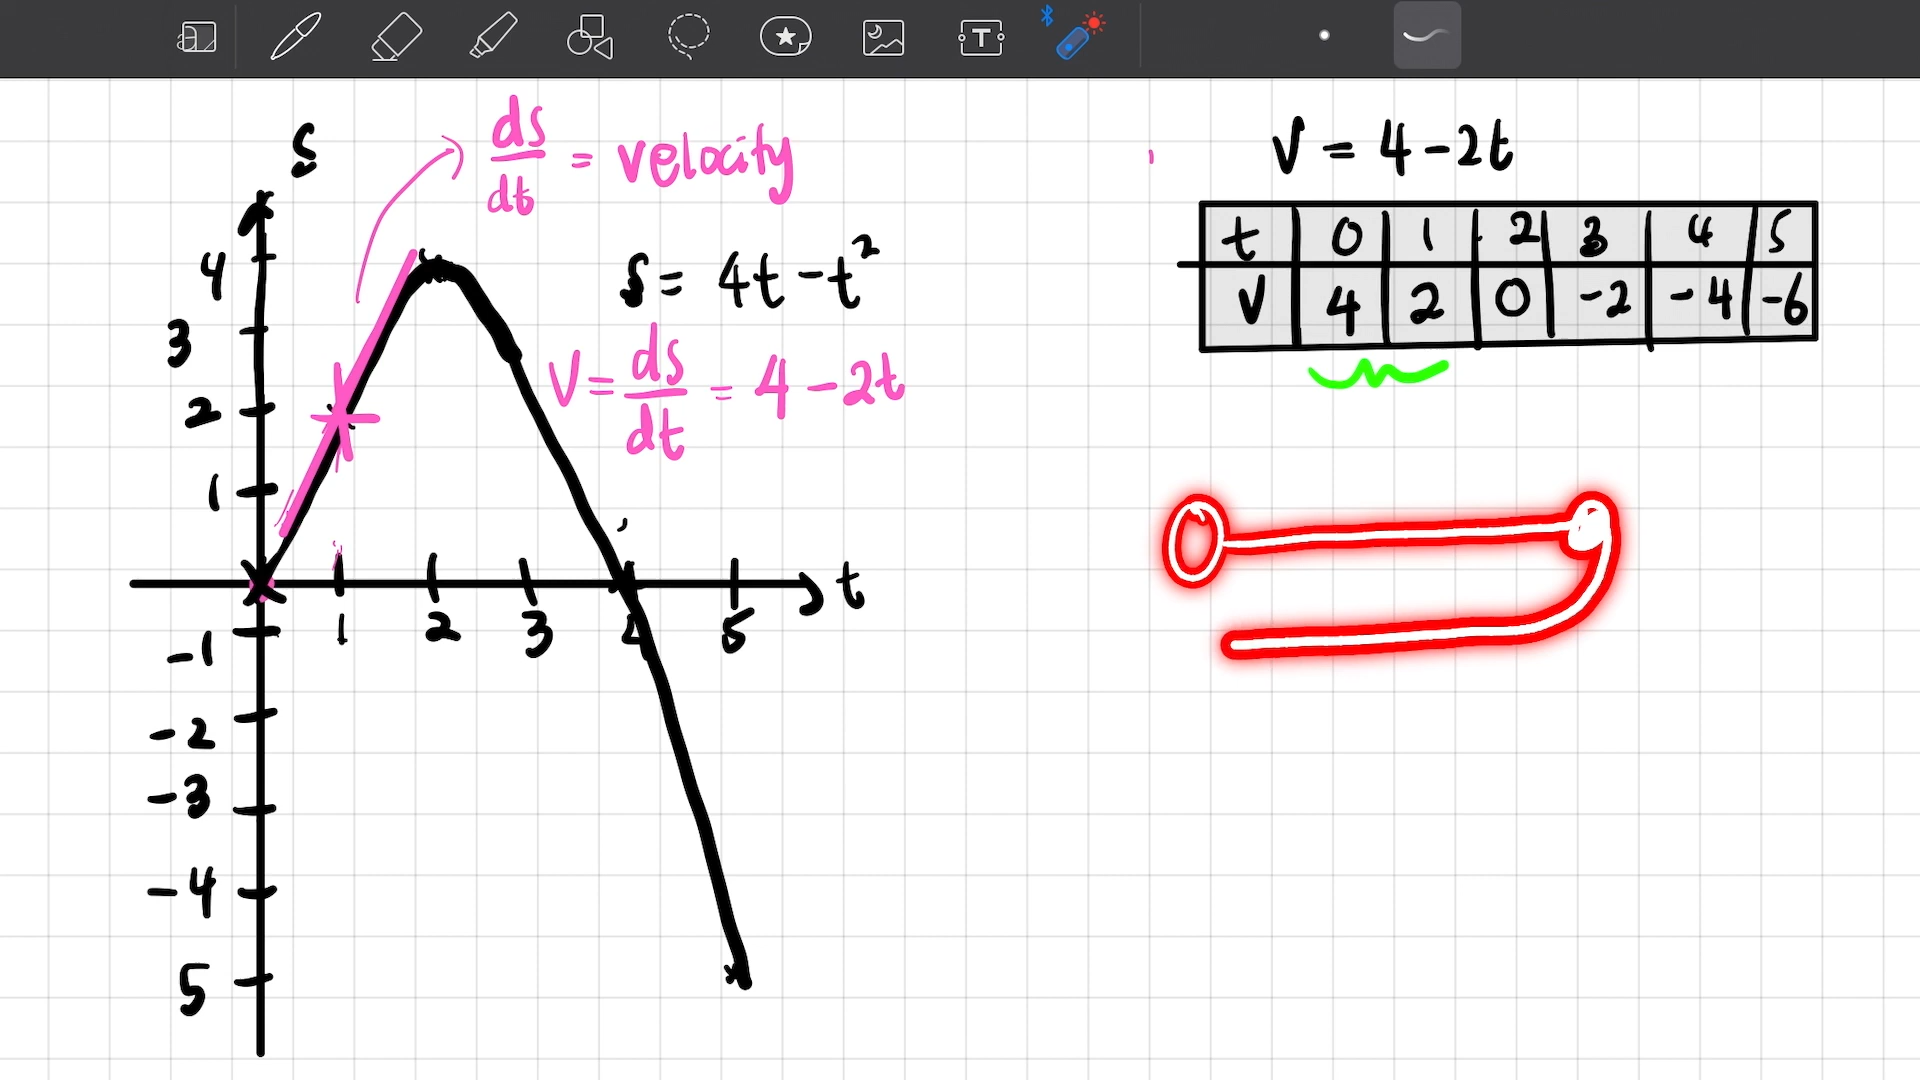 S
ds/dt = velocity
s = 4t - t²
V = ds/dt = 4 - 2t
4
3
2
1
-1
-2
-3
-4
5
1 2 3 4 5 t
V = 4 - 2t
t 0 1 2 3 4 5
V 4 2 0 -2 -4 -6
T